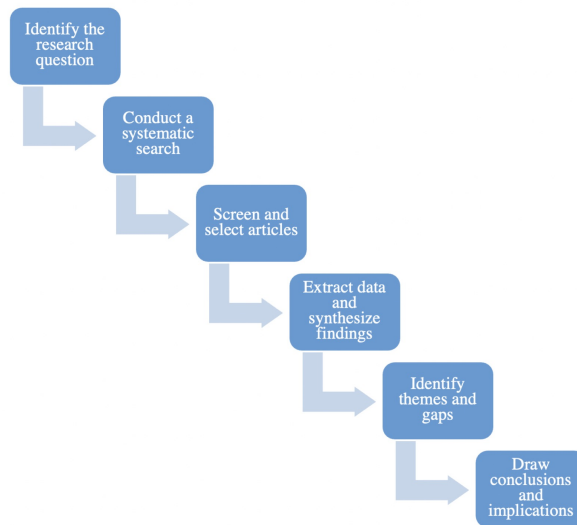 Identify the
research
question
Conduct a
systematic
search
Screen and
select articles
Extract data
and
synthesize
findings
Identify
themes and
gaps
Draw
conclusions
and
implications